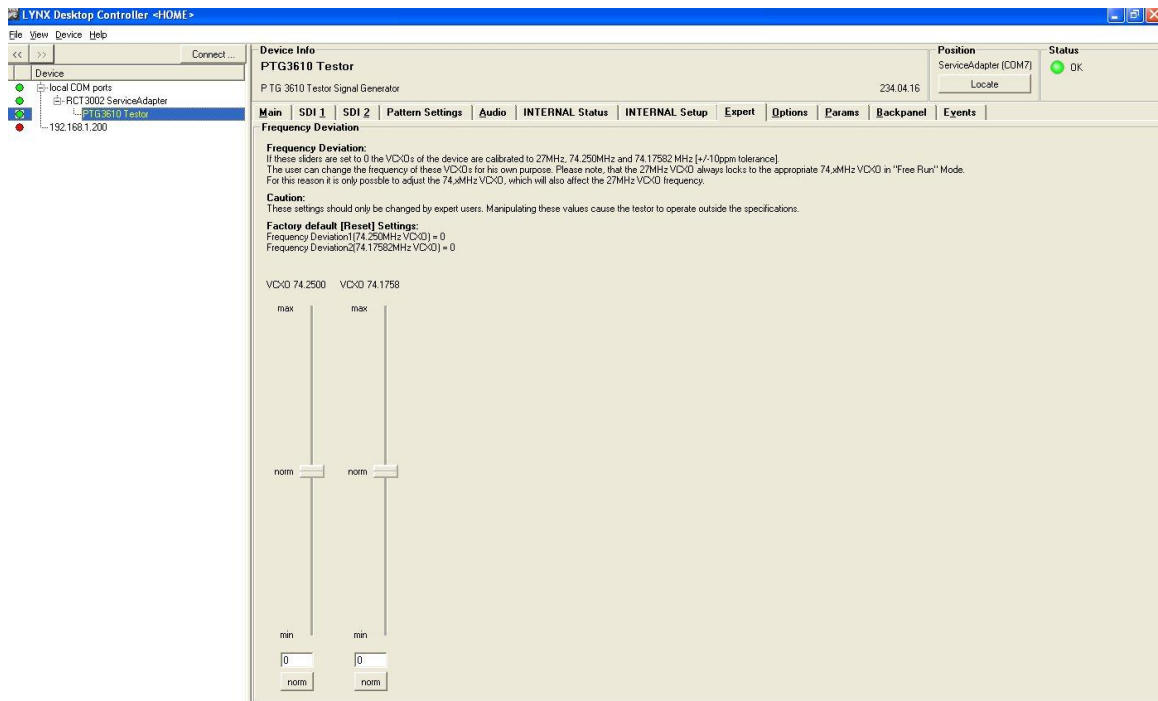 LYNX Desktop Controller <HOME>
File View Device Help
<< >> Connect ...
Device
local COM ports
RCT3002 ServiceAdapter
PTG3610 Testor
192.168.1.200
Device Info
PTG3610 Testor
P TG 3610 Testor Signal Generator
234.04.16
Position
ServiceAdapter (COM7)
Locate
Status
OK
Main SDI 1 SDI 2 Pattern Settings Audio INTERNAL Status INTERNAL Setup Expert Options Params Backpanel Events
Frequency Deviation
Frequency Deviation:
If these sliders are set to 0 the VCXOs of the device are calibrated to 27MHz, 74.250MHz and 74.17582 MHz [+/-10ppm tolerance].
The user can change the frequency of these VCXOs for his own purpose. Please note, that the 27MHz VCXO always locks to the appropriate 74,xMHz VCXO in "Free Run" Mode.
For this reason it is only possble to adjust the 74,xMHz VCXO, which will also affect the 27MHz VCXO frequency.
Caution:
These settings should only be changed by expert users. Manipulating these values cause the testor to operate outside the specifications.
Factory default [Reset] Settings:
Frequency Deviation1(74.250MHz VCXO) = 0
Frequency Deviation2(74.17582MHz VCXO) = 0
VCXO 74.2500 VCXO 74.1758
max max
norm norm
min min
0 0
norm norm